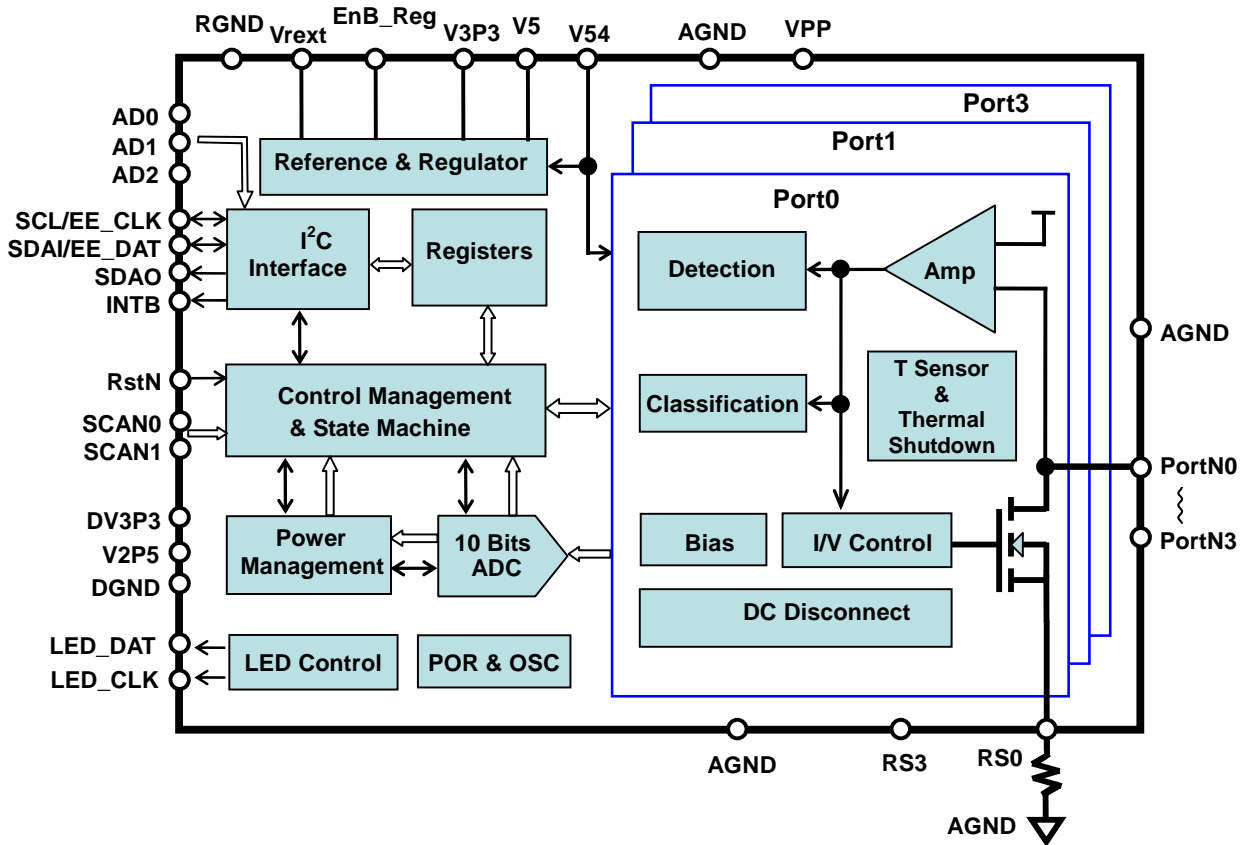 RGND
Vrext
EnB_Reg
V3P3
V5
V54
AGND
VPP
AD0
AD1
AD2
SCL/EE_CLK
SDAI/EE_DAT
SDAO
INTB
RstN
SCAN0
SCAN1
DV3P3
V2P5
DGND
LED_DAT
LED_CLK
Reference & Regulator
I²C
Interface
Registers
Control Management
& State Machine
Power
Management
10 Bits
ADC
LED Control
POR & OSC
Port3
Port1
Port0
Detection
Amp
Classification
T Sensor
&
Thermal
Shutdown
Bias
I/V Control
DC Disconnect
AGND
PortN0
PortN3
AGND
RS3
RS0
AGND